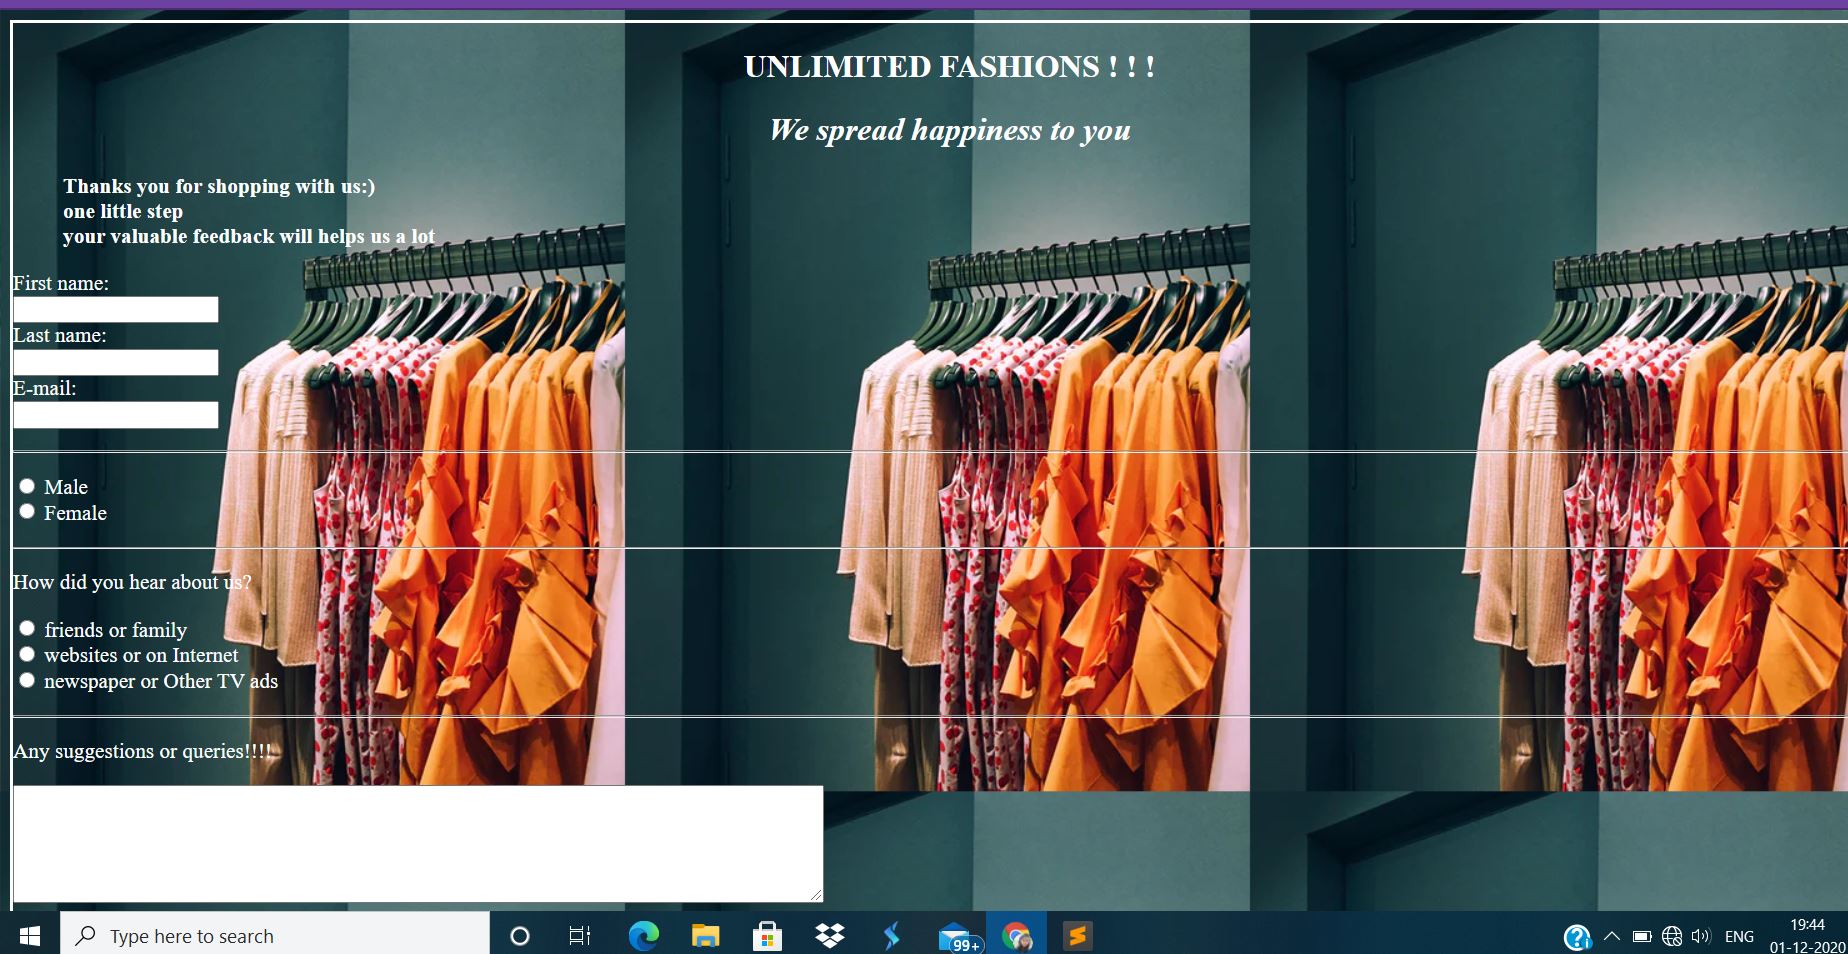 UNLIMITED FASHIONS ! ! !
We spread happiness to you
Thanks you for shopping with us:)
one little step
your valuable feedback will helps us a lot
First name:
Last name:
E-mail:
Male
Female
How did you hear about us?
friends or family
websites or on Internet
newspaper or Other TV ads
Any suggestions or queries!!!!
Type here to search
99+
ENG
19:44
01-12-2020